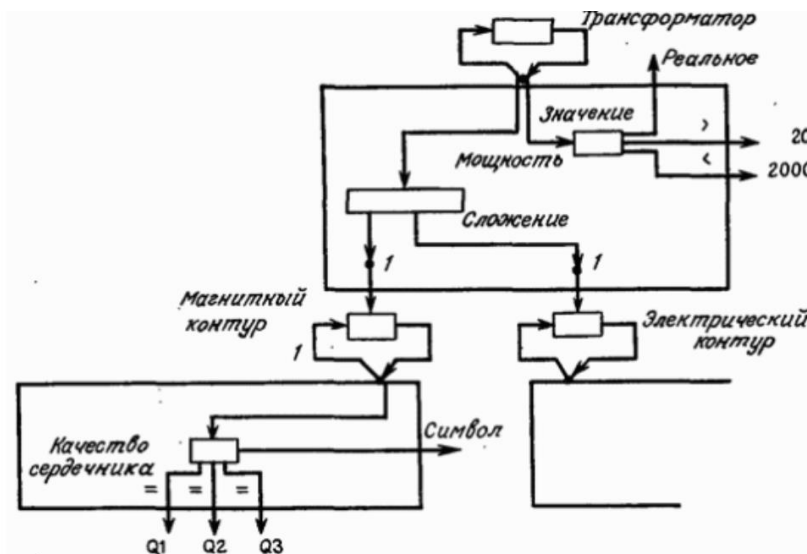 Трансформатор
Реальное
Значение
>
20
Мощность
<
2000
Сложение
1
1
Магнитный
контур
Электрический
контур
1
Качество
сердечника
Символ
= = =
Q1 Q2 Q3